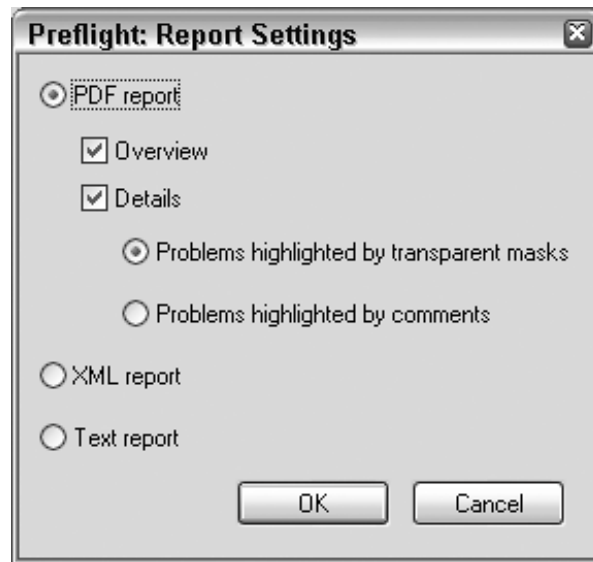 Preflight: Report Settings
PDF report
Overview
Details
Problems highlighted by transparent masks
Problems highlighted by comments
XML report
Text report
OK Cancel